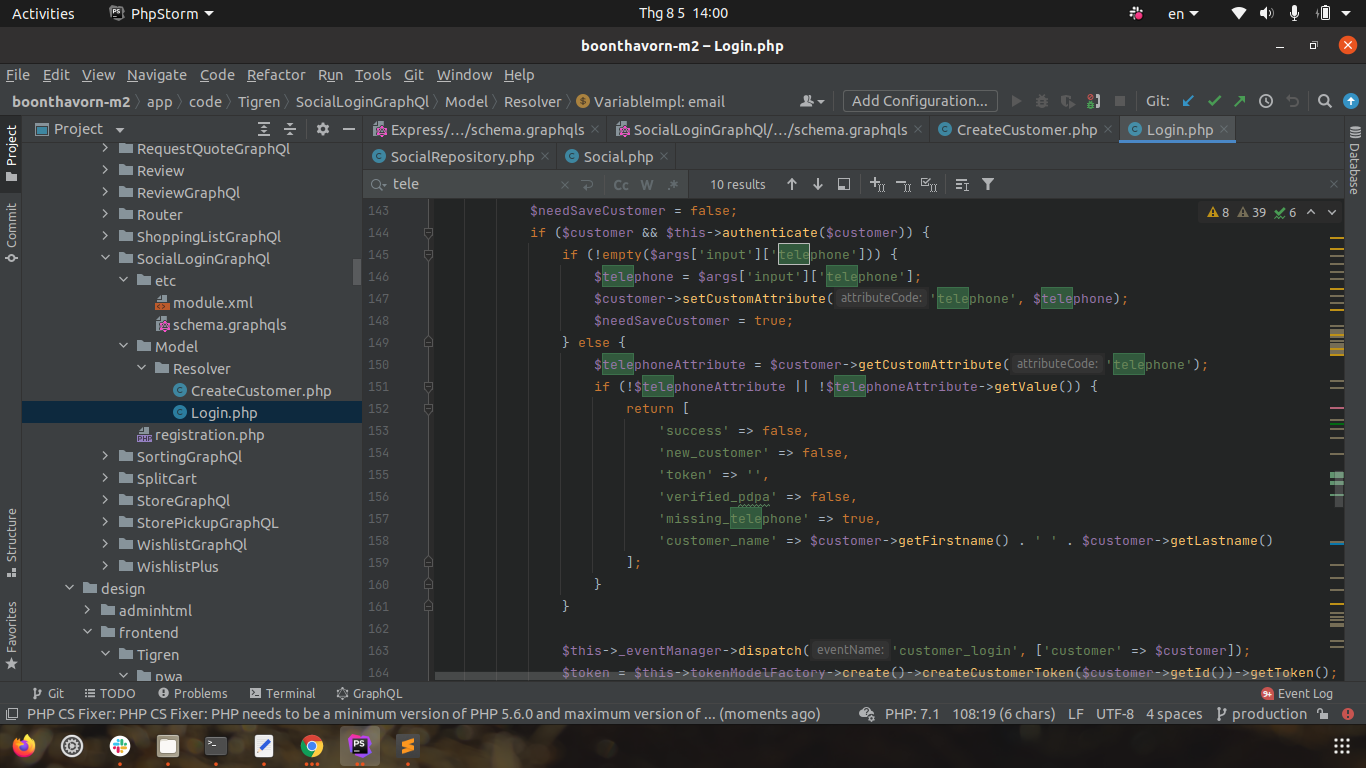 Activities PhpStorm Thg 8 5 14:00 en
boonthavorn-m2 – Login.php
File Edit View Navigate Code Refactor Run Tools Git Window Help
boonthavorn-m2 app code Tigren SocialLoginGraphQl Model Resolver VariableImpl: email Add Configuration... Git:
Project Express/.../schema.graphqls SocialLoginGraphQl/.../schema.graphqls CreateCustomer.php Login.php
SocialRepository.php Social.php
tele Cc W .* 10 results
Project
Commit
Structure
Favorites
Database
RequestQuoteGraphQl
Review
ReviewGraphQl
Router
ShoppingListGraphQl
SocialLoginGraphQl
etc
module.xml
schema.graphqls
Model
Resolver
CreateCustomer.php
Login.php
registration.php
SortingGraphQl
SplitCart
StoreGraphQl
StorePickupGraphQL
WishlistGraphQl
WishlistPlus
design
adminhtml
frontend
Tigren
pwa
8 39 6
143 $needSaveCustomer = false;
144 if ($customer && $this->authenticate($customer)) {
145 if (!empty($args['input']['telephone'])) {
146 $telephone = $args['input']['telephone'];
147 $customer->setCustomAttribute( attributeCode: 'telephone', $telephone);
148 $needSaveCustomer = true;
149 } else {
150 $telephoneAttribute = $customer->getCustomAttribute( attributeCode: 'telephone');
151 if (!$telephoneAttribute || !$telephoneAttribute->getValue()) {
152 return [
153 'success' => false,
154 'new_customer' => false,
155 'token' => '',
156 'verified_pdpa' => false,
157 'missing_telephone' => true,
158 'customer_name' => $customer->getFirstname() . ' ' . $customer->getLastname()
159 ];
160 }
161 }
162
163 $this->_eventManager->dispatch( eventName: 'customer_login', ['customer' => $customer]);
164 $token = $this->tokenModelFactory->create()->createCustomerToken($customer->getId())->getToken();
Git TODO Problems Terminal GraphQL 9+ Event Log
PHP CS Fixer: PHP CS Fixer: PHP needs to be a minimum version of PHP 5.6.0 and maximum version of ... (moments ago) PHP: 7.1 108:19 (6 chars) LF UTF-8 4 spaces production